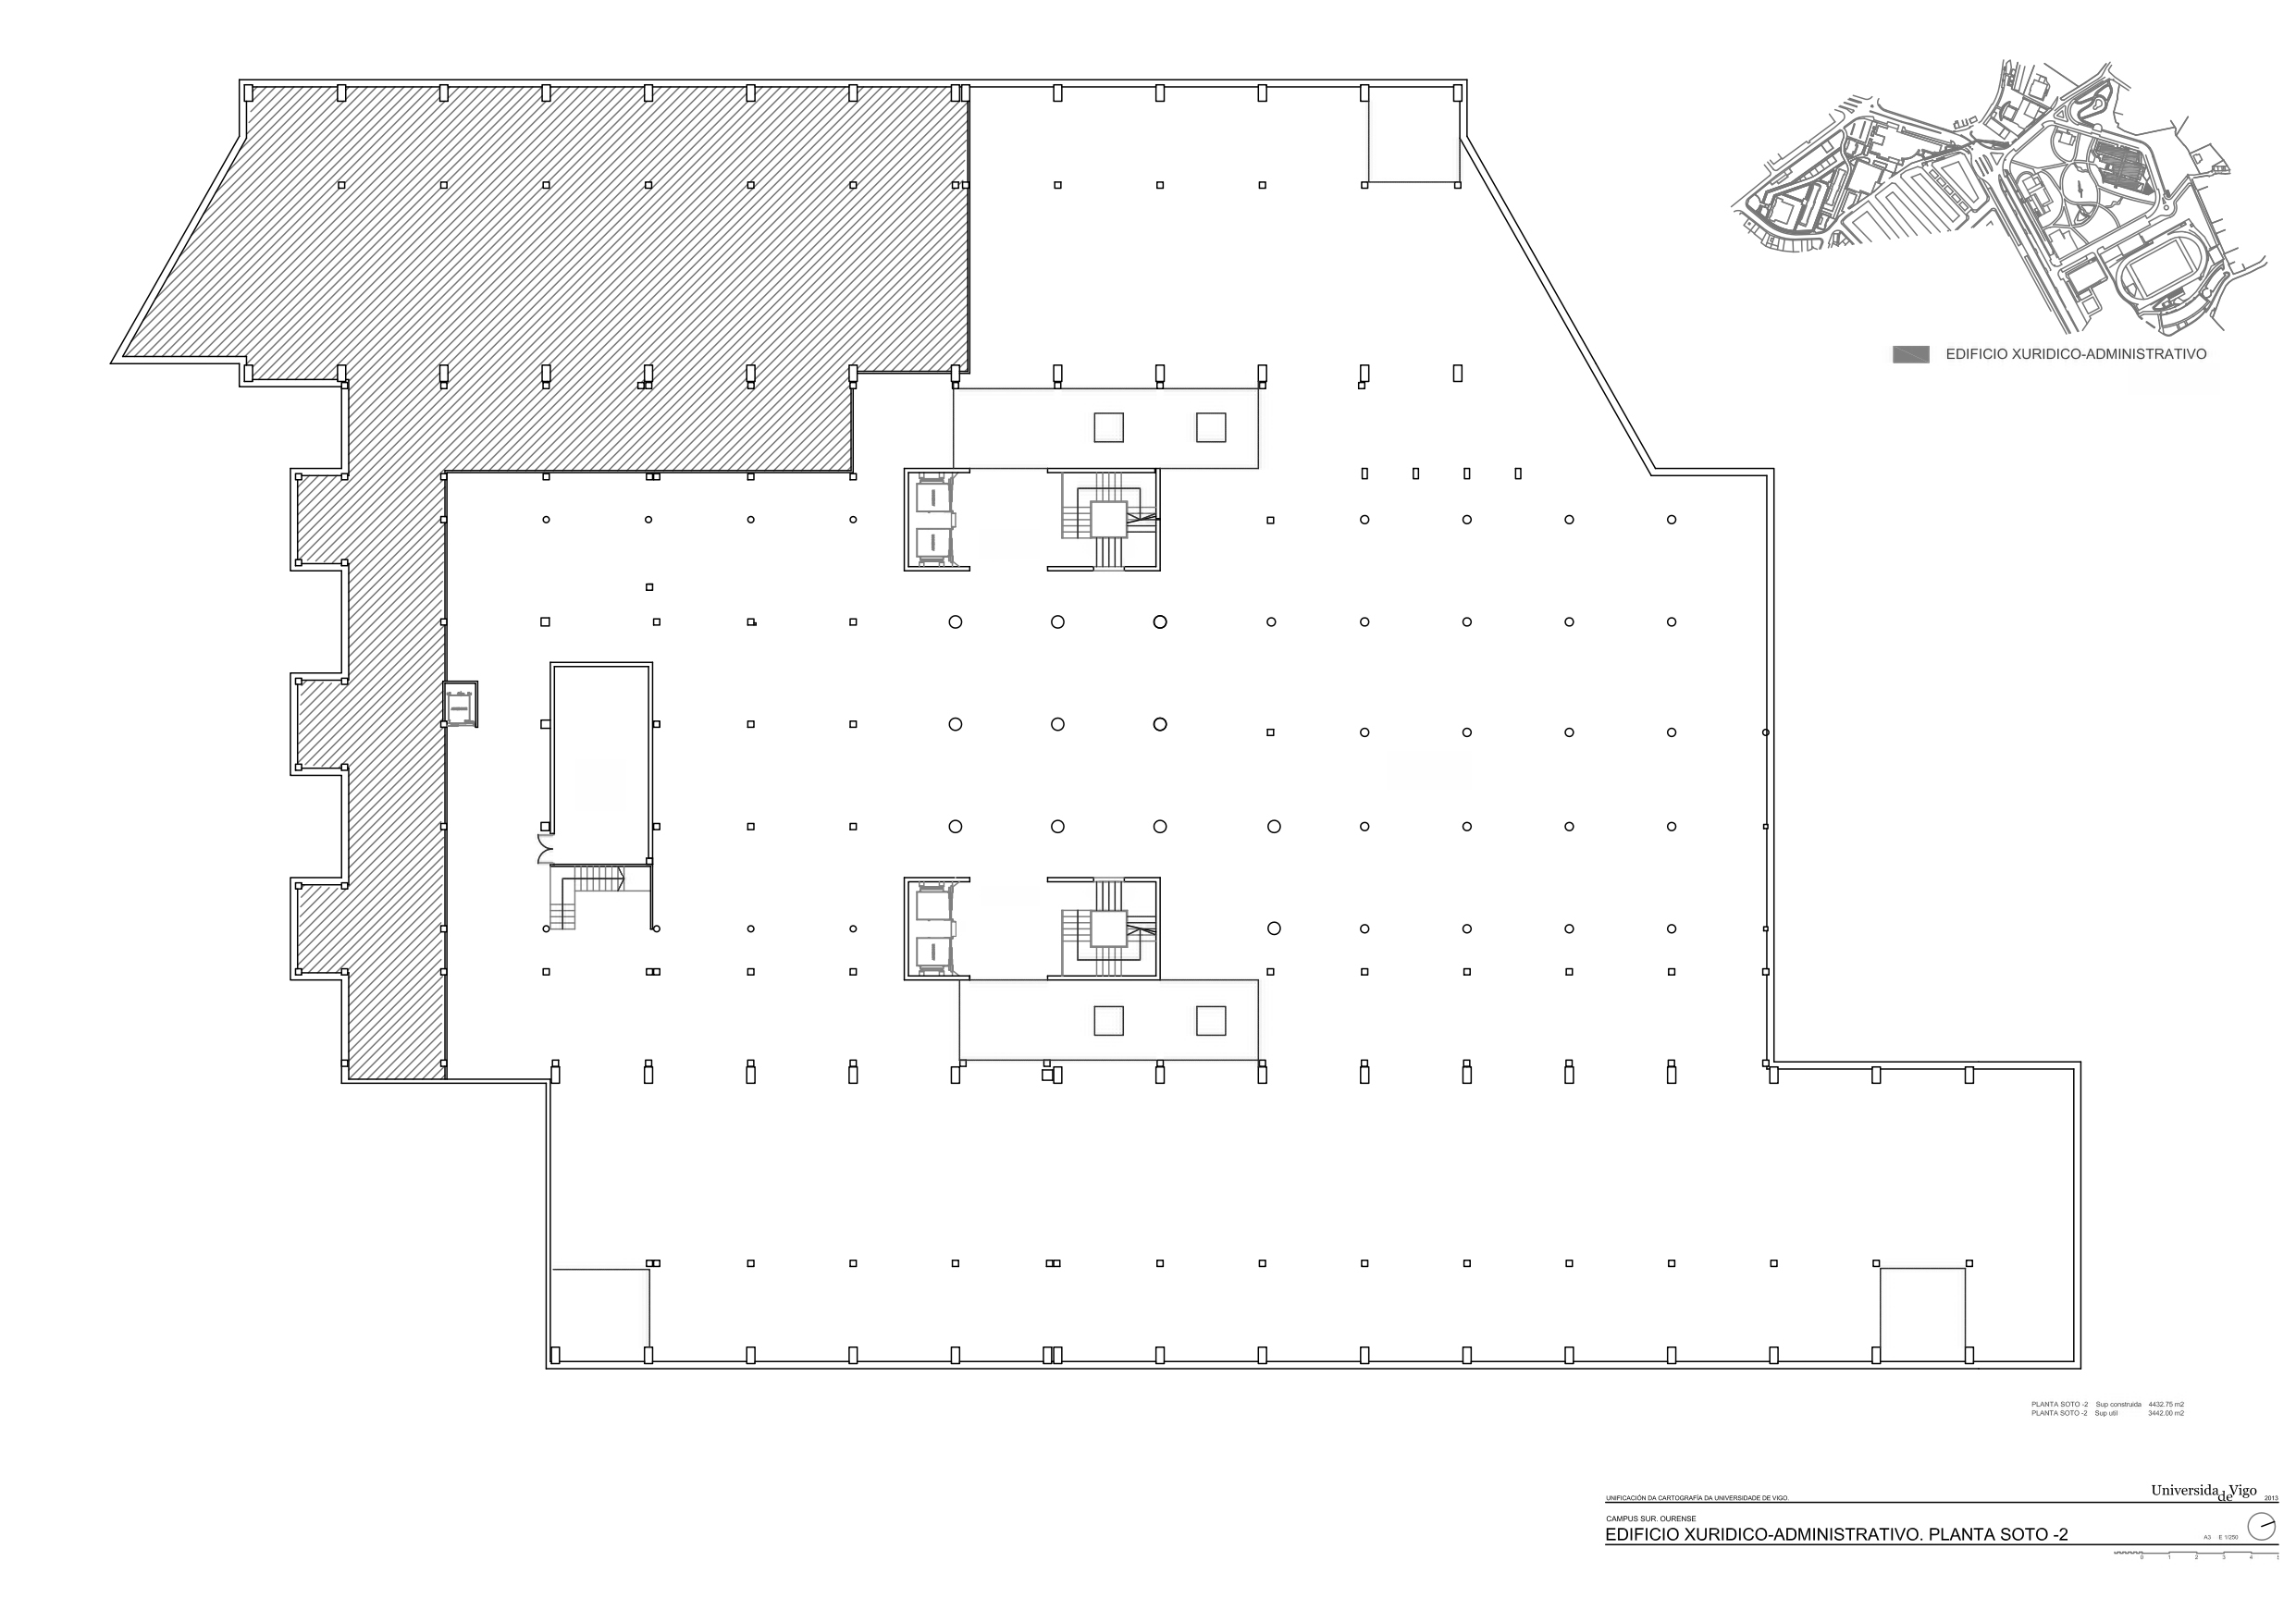 EDIFICIO XURIDICO-ADMINISTRATIVO
PLANTA SOTO -2 Sup construida 4432.75 m2
PLANTA SOTO -2 Sup util 3442.00 m2
UNIFICACIÓN DA CARTOGRAFÍA DA UNIVERSIDADE DE VIGO.
Universida de Vigo
2013
CAMPUS SUR. OURENSE
EDIFICIO XURIDICO-ADMINISTRATIVO. PLANTA SOTO -2
A3 E 1/250
0 1 2 3 4 5